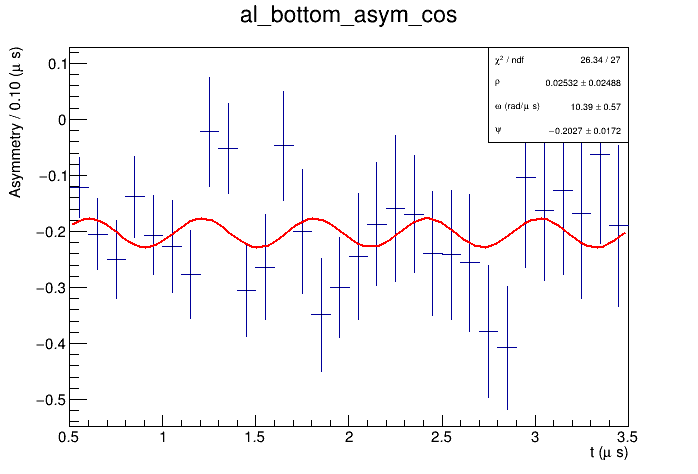 al_bottom_asym_cos
χ² / ndf 26.34 / 27
ρ 0.02532 ± 0.02488
ω (rad/μ s) 10.39 ± 0.57
ψ −0.2027 ± 0.0172
Asymmetry / 0.10 (μ s)
0.1
0
−0.1
−0.2
−0.3
−0.4
−0.5
0.5 1 1.5 2 2.5 3 3.5
t (μ s)